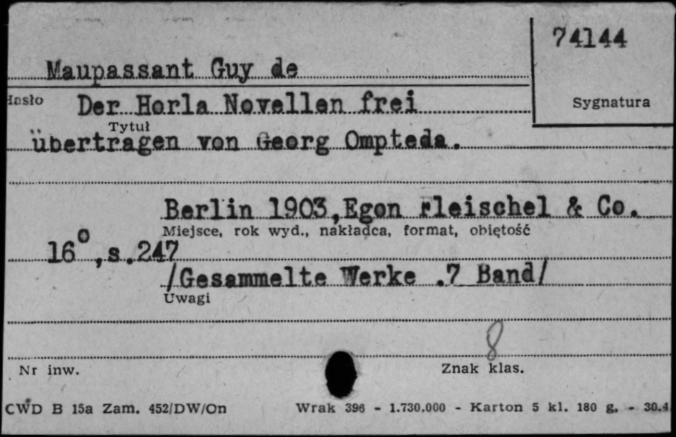 74144
Maupassant Guy de
Hasło Der Horla Novellen frei
Sygnatura
Tytuł
übertragen von Georg Ompteda.
Berlin 1903,Egon Fleischel & Co.
Miejsce, rok wyd., nakładca, format, objętość
16°,s.247
/Gesammelte Werke .7 Band/
Uwagi
8
Nr inw.
Znak klas.
CWD B 15a Zam. 452/DW/On Wrak 396 - 1.730.000 - Karton 5 kl. 180 g. - 30.4